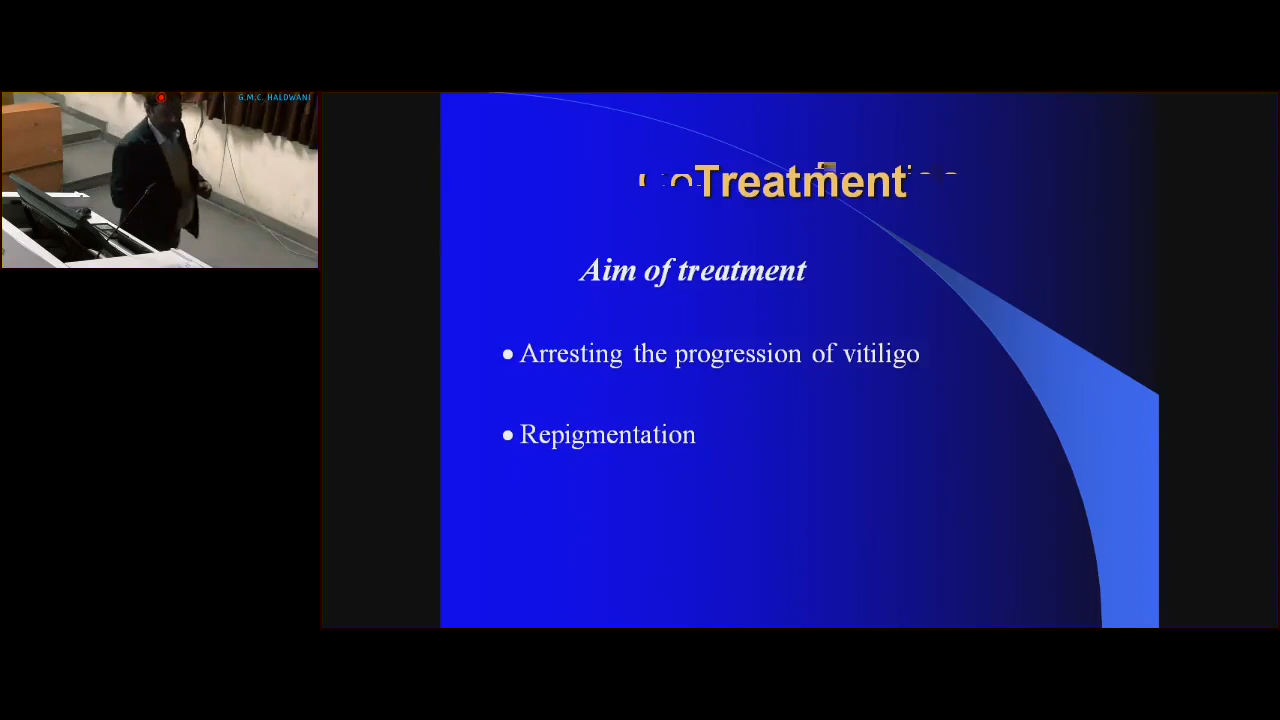 G.M.C. HALDWANI
Treatment
Aim of treatment
• Arresting the progression of vitiligo
• Repigmentation